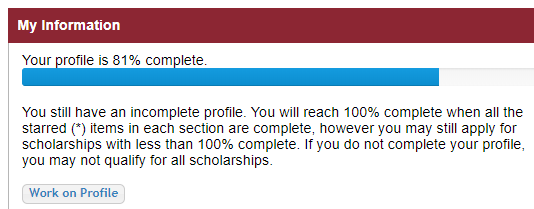 My Information
Your profile is 81% complete.
You still have an incomplete profile. You will reach 100% complete when all the
starred (*) items in each section are complete, however you may still apply for
scholarships with less than 100% complete. If you do not complete your profile,
you may not qualify for all scholarships.
Work on Profile